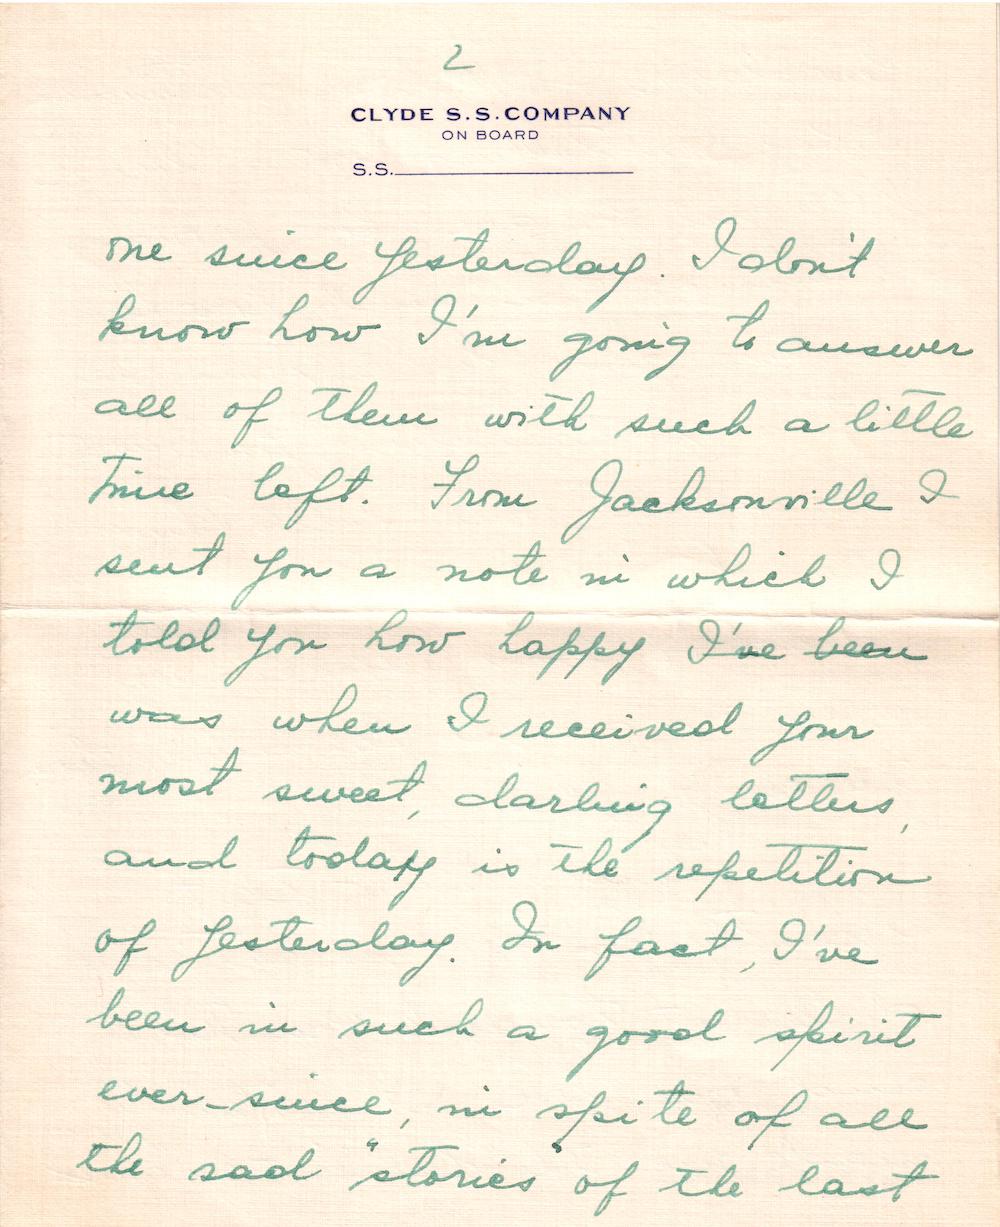 2
CLYDE S.S. COMPANY
ON BOARD
S.S.
one since yesterday. I don't
know how I'm going to answer
all of them with such a little
time left. From Jacksonville I
sent you a note in which I
told you how happy I've been
was when I received your
most sweet, darling letters,
and today is the repetition
of yesterday. In fact, I've
been in such a good spirit
ever-since, in spite of all
the sad "stories" of the last